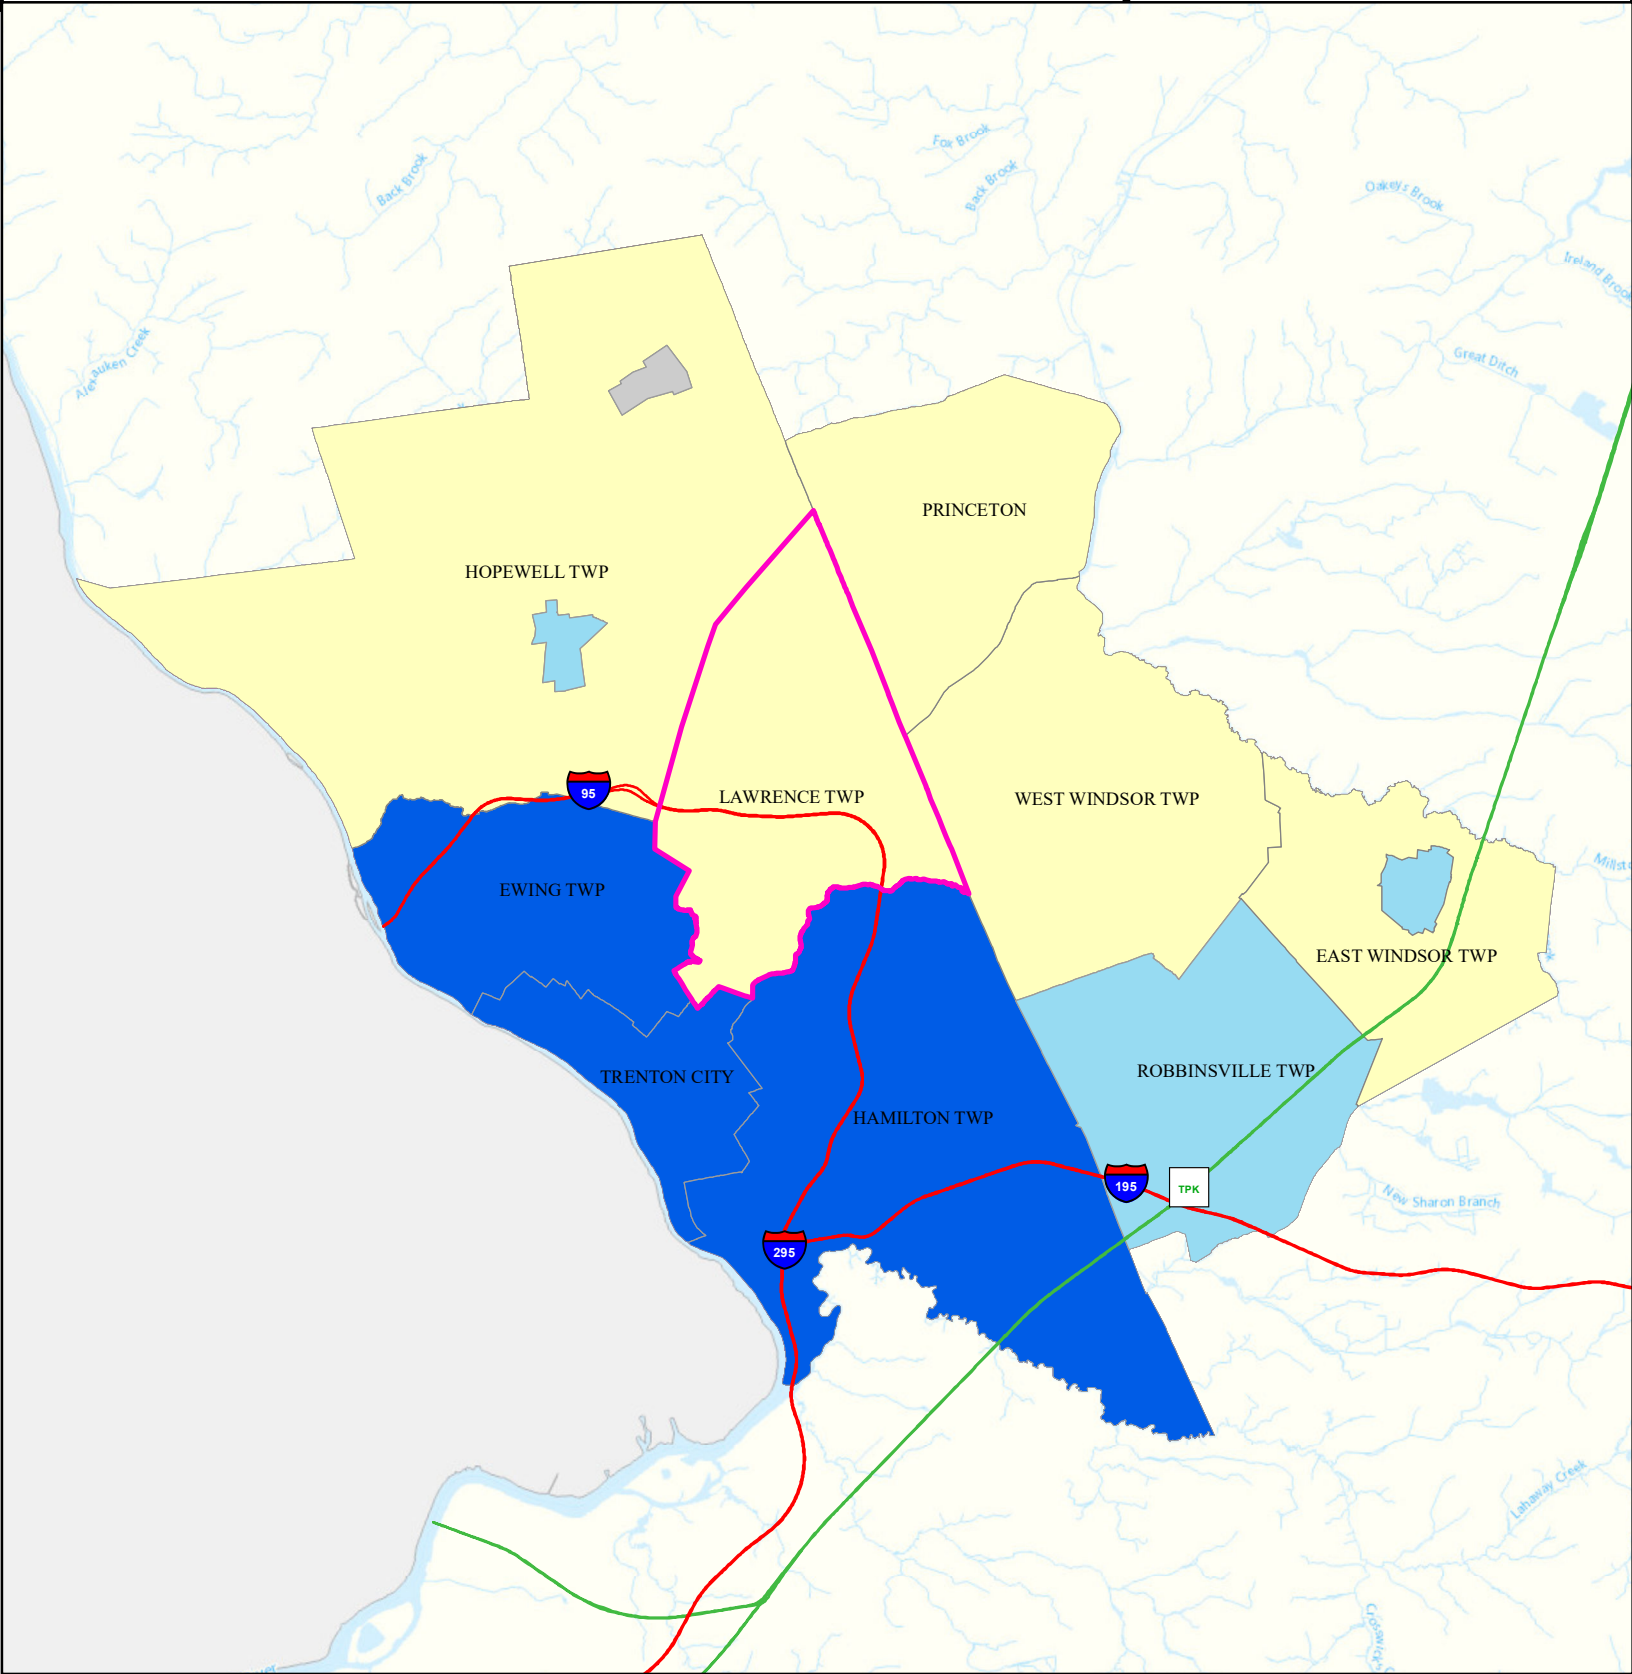 Fox Brook
Back Brook
Back Brook
Oakeys Brook
Ireland Brook
Alexauken Creek
Great Ditch
PRINCETON
HOPEWELL TWP
95
LAWRENCE TWP
WEST WINDSOR TWP
EWING TWP
EAST WINDSOR TWP
TRENTON CITY
ROBBINSVILLE TWP
HAMILTON TWP
195
TPK
New Sharon Branch
295
Lahaway Creek